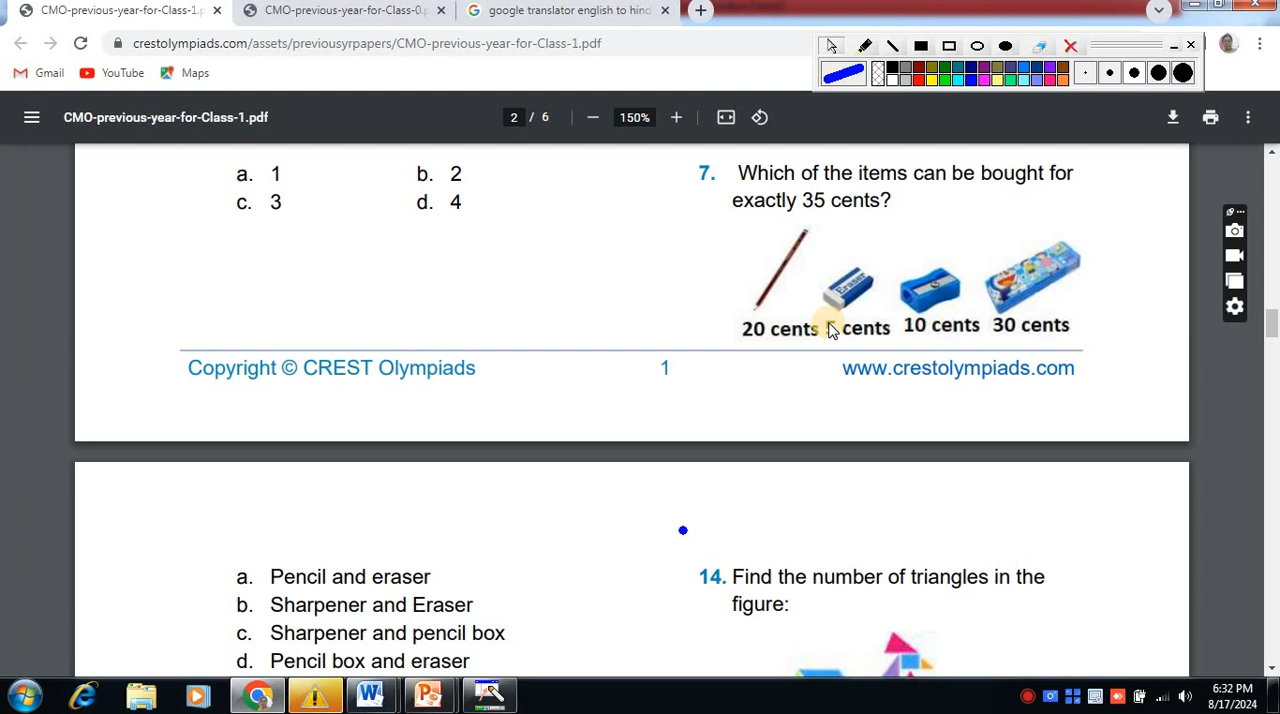 CMO-previous-year-for-Class-1.p
CMO-previous-year-for-Class-0.p
google translator english to hind
crestolympiads.com/assets/previousyrpapers/CMO-previous-year-for-Class-1.pdf
Gmail
YouTube
Maps
CMO-previous-year-for-Class-1.pdf
2 / 6
150%
a. 1
b. 2
c. 3
d. 4
7. Which of the items can be bought for
exactly 35 cents?
Eraser
20 cents 5 cents 10 cents 30 cents
Copyright © CREST Olympiads
1
www.crestolympiads.com
a. Pencil and eraser
b. Sharpener and Eraser
c. Sharpener and pencil box
d. Pencil box and eraser
14. Find the number of triangles in the
figure:
6:32 PM
8/17/2024